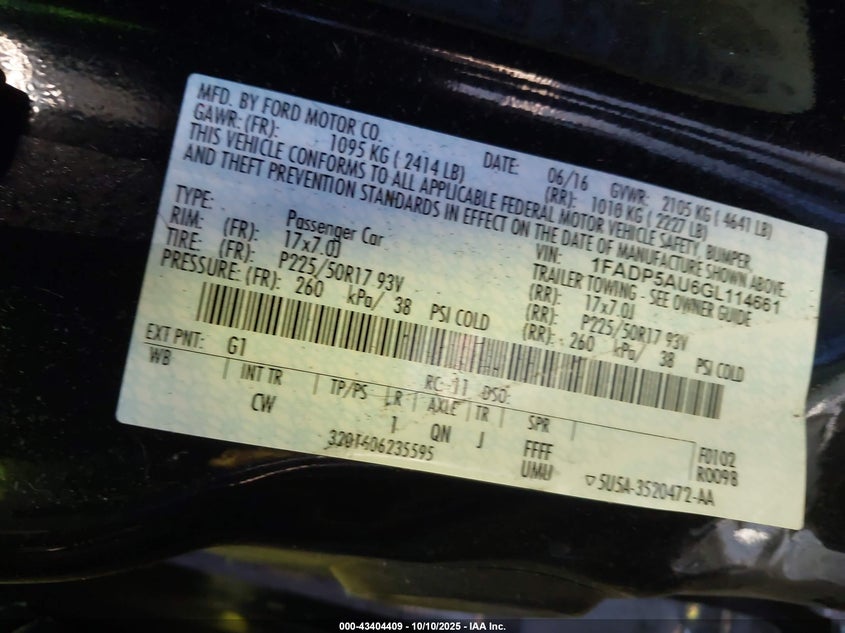 MFD. BY FORD MOTOR CO.
DATE: 06/16 GVWR: 2105 KG ( 4641 LB)
GAWR: (FR): 1095 KG ( 2414 LB) (RR): 1010 KG ( 2227 LB)
THIS VEHICLE CONFORMS TO ALL APPLICABLE FEDERAL MOTOR VEHICLE SAFETY, BUMPER,
AND THEFT PREVENTION STANDARDS IN EFFECT ON THE DATE OF MANUFACTURE SHOWN ABOVE.
VIN: 1FADP5AU6GL114661
TYPE: Passenger Car TRAILER TOWING - SEE OWNER GUIDE
RIM: (FR): 17x7.0J (RR): 17x7.0J
TIRE: (FR): P225/50R17 93V (RR): P225/50R17 93V
PRESSURE: (FR): 260 kPa/ 38 PSI COLD (RR): 260 kPa/ 38 PSI COLD
EXT PNT: G1 RC: 11 DSO:
WB INT TR TP/PS LR AXLE TR SPR
CW 1 QN J FFFF F0102
UMU R0098
3201606235595
▽ 5U5A-3520472-AA
000-43404409 - 10/10/2025 - IAA Inc.